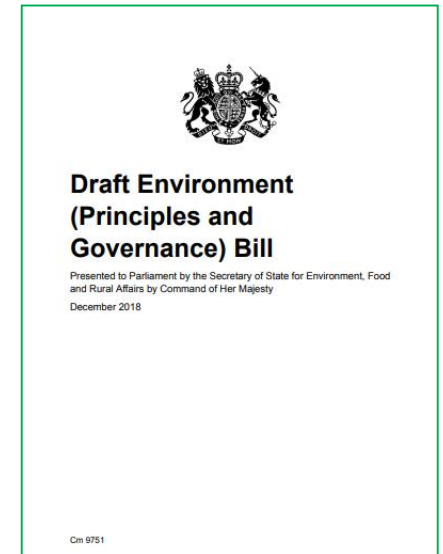 Draft Environment
(Principles and
Governance) Bill
Presented to Parliament by the Secretary of State for Environment, Food
and Rural Affairs by Command of Her Majesty
December 2018
Cm 9751